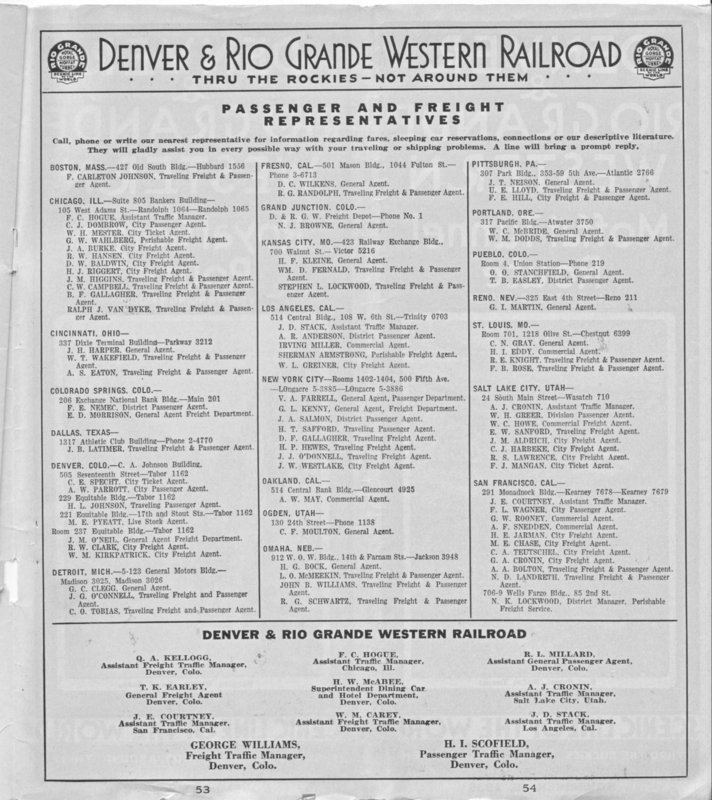 RIO GRANDE
ROYAL GORGE
MOFFAT TUNNEL
SCENIC LINE OF THE WORLD
DENVER & RIO GRANDE WESTERN RAILROAD
· · · THRU THE ROCKIES—NOT AROUND THEM · · ·
RIO GRANDE
ROYAL GORGE
MOFFAT TUNNEL
SCENIC LINE OF THE WORLD
PASSENGER AND FREIGHT
REPRESENTATIVES
Call, phone or write our nearest representative for information regarding fares, sleeping car reservations, connections or our descriptive literature.
They will gladly assist you in every possible way with your traveling or shipping problems. A line will bring a prompt reply.
BOSTON, MASS.—427 Old South Bldg.—Hubbard 1556
F. CARLETON JOHNSON, Traveling Freight & Passenger Agent.
CHICAGO, ILL.—Suite 805 Bankers Building—
105 West Adams St.—Randolph 1064—Randolph 1065
F. C. HOGUE, Assistant Traffic Manager.
C. J. DOMBROW, City Passenger Agent.
W. H. MESTER, City Ticket Agent.
G. W. WAHLBERG, Perishable Freight Agent.
J. A. BURKE, City Freight Agent.
R. W. HANSEN, City Freight Agent.
D. W. BALDWIN, City Freight Agent.
H. J. RIGGERT, City Freight Agent.
J. M. HIGGINS, Traveling Freight & Passenger Agent.
C. W. CAMPBELL, Traveling Freight & Passenger Agent.
B. F. GALLAGHER, Traveling Freight & Passenger
Agent.
RALPH J. VAN DYKE, Traveling Freight & Passenger Agent.
CINCINNATI, OHIO—
337 Dixie Terminal Building—Parkway 3212
J. H. HARPER, General Agent.
W. T. WAKEFIELD, Traveling Freight & Passenger
Agent.
A. S. EATON, Traveling Freight & Passenger Agent.
COLORADO SPRINGS, COLO.—
206 Exchange National Bank Bldg.—Main 201
F. E. NEMEC, District Passenger Agent.
E. D. MORRISON, General Agent Freight Department.
DALLAS, TEXAS—
1317 Athletic Club Building—Phone 2-4770
J. B. LATIMER, Traveling Freight & Passenger Agent.
DENVER, COLO.—C. A. Johnson Building.
505 Seventeenth Street—Tabor 1162
C. E. SPECHT, City Ticket Agent.
A. W. PARROTT, City Passenger Agent.
229 Equitable Bldg.—Tabor 1162
H. L. JOHNSON, Traveling Passenger Agent.
221 Equitable Bldg.—17th and Stout Sts.—Tabor 1162
M. E. PYEATT, Live Stock Agent.
Room 237 Equitable Bldg.—Tabor 1162
J. M. O'NEIL, General Agent Freight Department.
R. W. CLARK, City Freight Agent.
W. M. KIRKPATRICK, City Freight Agent.
DETROIT, MICH.—5-123 General Motors Bldg.—
Madison 3025, Madison 3026
G. C. CLEGG, General Agent.
J. G. O'CONNELL, Traveling Freight and Passenger
Agent.
C. O. TOBIAS, Traveling Freight and Passenger Agent.
FRESNO, CAL.—501 Mason Bldg., 1044 Fulton St.—
Phone 3-6713
D. C. WILKENS, General Agent.
R. G. RANDOLPH, Traveling Freight & Passenger Agent.
GRAND JUNCTION, COLO.—
D. & R. G. W. Freight Depot—Phone No. 1
N. J. BROWNE, General Agent.
KANSAS CITY, MO.—423 Railway Exchange Bldg.,
700 Walnut St.— Victor 5216
H. F. KLEINE, General Agent.
WM. D. FERNALD, Traveling Freight & Passenger
Agent.
STEPHEN L. LOCKWOOD, Traveling Freight & Passenger Agent.
LOS ANGELES, CAL.—
514 Central Bldg., 108 W. 6th St.—Trinity 0703
J. D. STACK, Assistant Traffic Manager.
A. R. ANDERSON, District Passenger Agent.
IRVING MILLER, Commercial Agent.
SHERMAN ARMSTRONG, Perishable Freight Agent.
W. L. GREINER, City Freight Agent.
NEW YORK CITY—Rooms 1402-1404, 500 Fifth Ave.
—LOngacre 5-3885—LOngacre 5-3886
V. A. FARRELL, General Agent, Passenger Department.
G. L. KENNY, General Agent, Freight Department.
J. A. SALMON, District Passenger Agent.
H. T. SAFFORD, Traveling Passenger Agent.
D. F. GALLAGHER, Traveling Freight Agent.
H. P. HEWES, Traveling Freight Agent.
J. J. O'DONNELL, Traveling Freight Agent.
J. W. WESTLAKE, City Freight Agent.
OAKLAND, CAL.—
514 Central Bank Bldg.—Glencourt 4925
A. W. MAY, Commercial Agent.
OGDEN, UTAH—
130 24th Street—Phone 1138
C. F. MOULTON, General Agent.
OMAHA, NEB.—
912 W. O. W. Bldg., 14th & Farnam Sts.—Jackson 3948
H. G. BOCK, General Agent.
L. O. McMEEKIN, Traveling Freight & Passenger Agent.
JOHN B. WILLIAMS, Traveling Freight & Passenger
Agent.
R. G. SCHWARTZ, Traveling Freight & Passenger
Agent.
PITTSBURGH, PA.—
307 Park Bldg., 353-59 5th Ave.—Atlantic 2766
J. T. NEISON, General Agent.
U. E. LLOYD, Traveling Freight & Passenger Agent.
F. E. HILL, City Freight & Passenger Agent.
PORTLAND, ORE.—
317 Pacific Bldg.—Atwater 3750
W. C. McBRIDE, General Agent.
W. M. DODDS, Traveling Freight & Passenger Agent.
PUEBLO, COLO.—
Room 4, Union Station—Phone 219
O. O. STANCHFIELD, General Agent.
T. B. EASLEY, District Passenger Agent.
RENO, NEV.—325 East 4th Street—Reno 211
G. I. MARTIN, General Agent.
ST. LOUIS, MO.—
Room 701, 1218 Olive St.—Chestnut 6399
C. N. GRAY, General Agent.
H. I. EDDY, Commercial Agent.
R. E. KNIGHT, Traveling Freight & Passenger Agent.
F. B. ROSE, Traveling Freight & Passenger Agent.
SALT LAKE CITY, UTAH—
24 South Main Street—Wasatch 710
A. J. CRONIN, Assistant Traffic Manager.
W. H. GREER, Division Passenger Agent.
W. C. HOWE, Commercial Freight Agent.
E. W. SANFORD, Traveling Freight Agent.
J. M. ALDRICH, City Freight Agent.
C. J. HARBEKE, City Freight Agent.
R. S. LAWRENCE, City Passenger Agent.
F. J. MANGAN, City Ticket Agent.
SAN FRANCISCO, CAL.—
291 Monadnock Bldg.—Kearney 7678—Kearney 7679
J. E. COURTNEY, Assistant Traffic Manager.
F. L. WAGNER, City Passenger Agent.
G. W. ROONEY, Commercial Agent.
A. F. SNEDDEN, Commercial Agent.
H. E. JARMAN, City Freight Agent.
M. E. CHASE, City Freight Agent.
C. A. TEUTSCHEL, City Freight Agent.
G. A. CRONIN, City Freight Agent.
A. A. BOLTON, Traveling Freight & Passenger Agent.
N. D. LANDRETH, Traveling Freight & Passenger
Agent.
706-9 Wells Fargo Bldg., 85 2nd St.
N. K. LOCKWOOD, District Manager, Perishable
Freight Service.
DENVER & RIO GRANDE WESTERN RAILROAD
Q. A. KELLOGG,
Assistant Freight Traffic Manager,
Denver, Colo.
F. C. HOGUE,
Assistant Traffic Manager,
Chicago, Ill.
R. L. MILLARD,
Assistant General Passenger Agent,
Denver, Colo.
T. K. EARLEY,
General Freight Agent
Denver, Colo.
H. W. McABEE,
Superintendent Dining Car
and Hotel Department,
Denver, Colo.
A. J. CRONIN,
Assistant Traffic Manager,
Salt Lake City, Utah.
J. E. COURTNEY,
Assistant Traffic Manager,
San Francisco, Cal.
W. M. CAREY,
Assistant Freight Traffic Manager,
Denver, Colo.
J. D. STACK,
Assistant Traffic Manager,
Los Angeles, Cal.
GEORGE WILLIAMS,
Freight Traffic Manager,
Denver, Colo.
H. I. SCOFIELD,
Passenger Traffic Manager,
Denver, Colo.
53
54